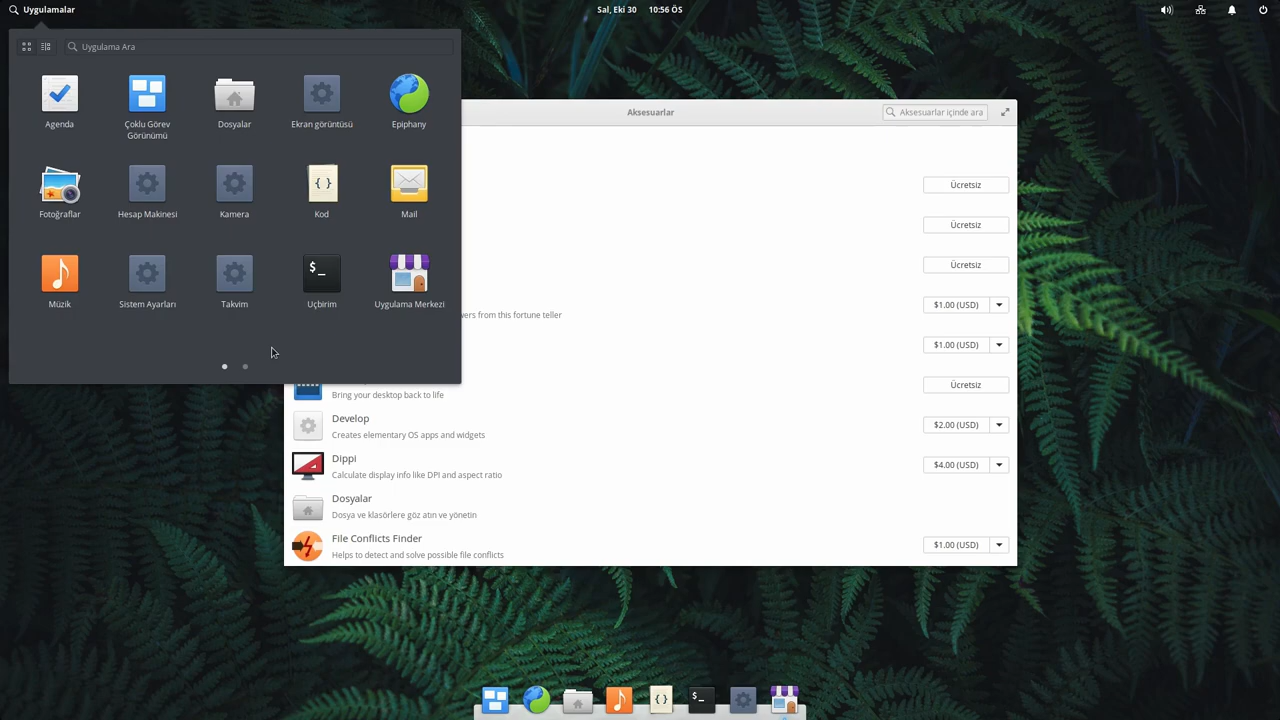 Uygulamalar
Sal, Eki 30 10:56 ÖS
Uygulama Ara
Agenda
Çoklu Görev
Görünümü
Dosyalar
Ekran görüntüsü
Epiphany
Fotoğraflar
Hesap Makinesi
Kamera
Kod
Mail
Müzik
Sistem Ayarları
Takvim
Uçbirim
Uygulama Merkezi
Aksesuarlar
Aksesuarlar içinde ara
Ücretsiz
Ücretsiz
Ücretsiz
$1.00 (USD)
from this fortune teller
$1.00 (USD)
Ücretsiz
Bring your desktop back to life
Develop
Creates elementary OS apps and widgets
$2.00 (USD)
Dippi
Calculate display info like DPI and aspect ratio
$4.00 (USD)
Dosyalar
Dosya ve klasörlere göz atın ve yönetin
File Conflicts Finder
Helps to detect and solve possible file conflicts
$1.00 (USD)